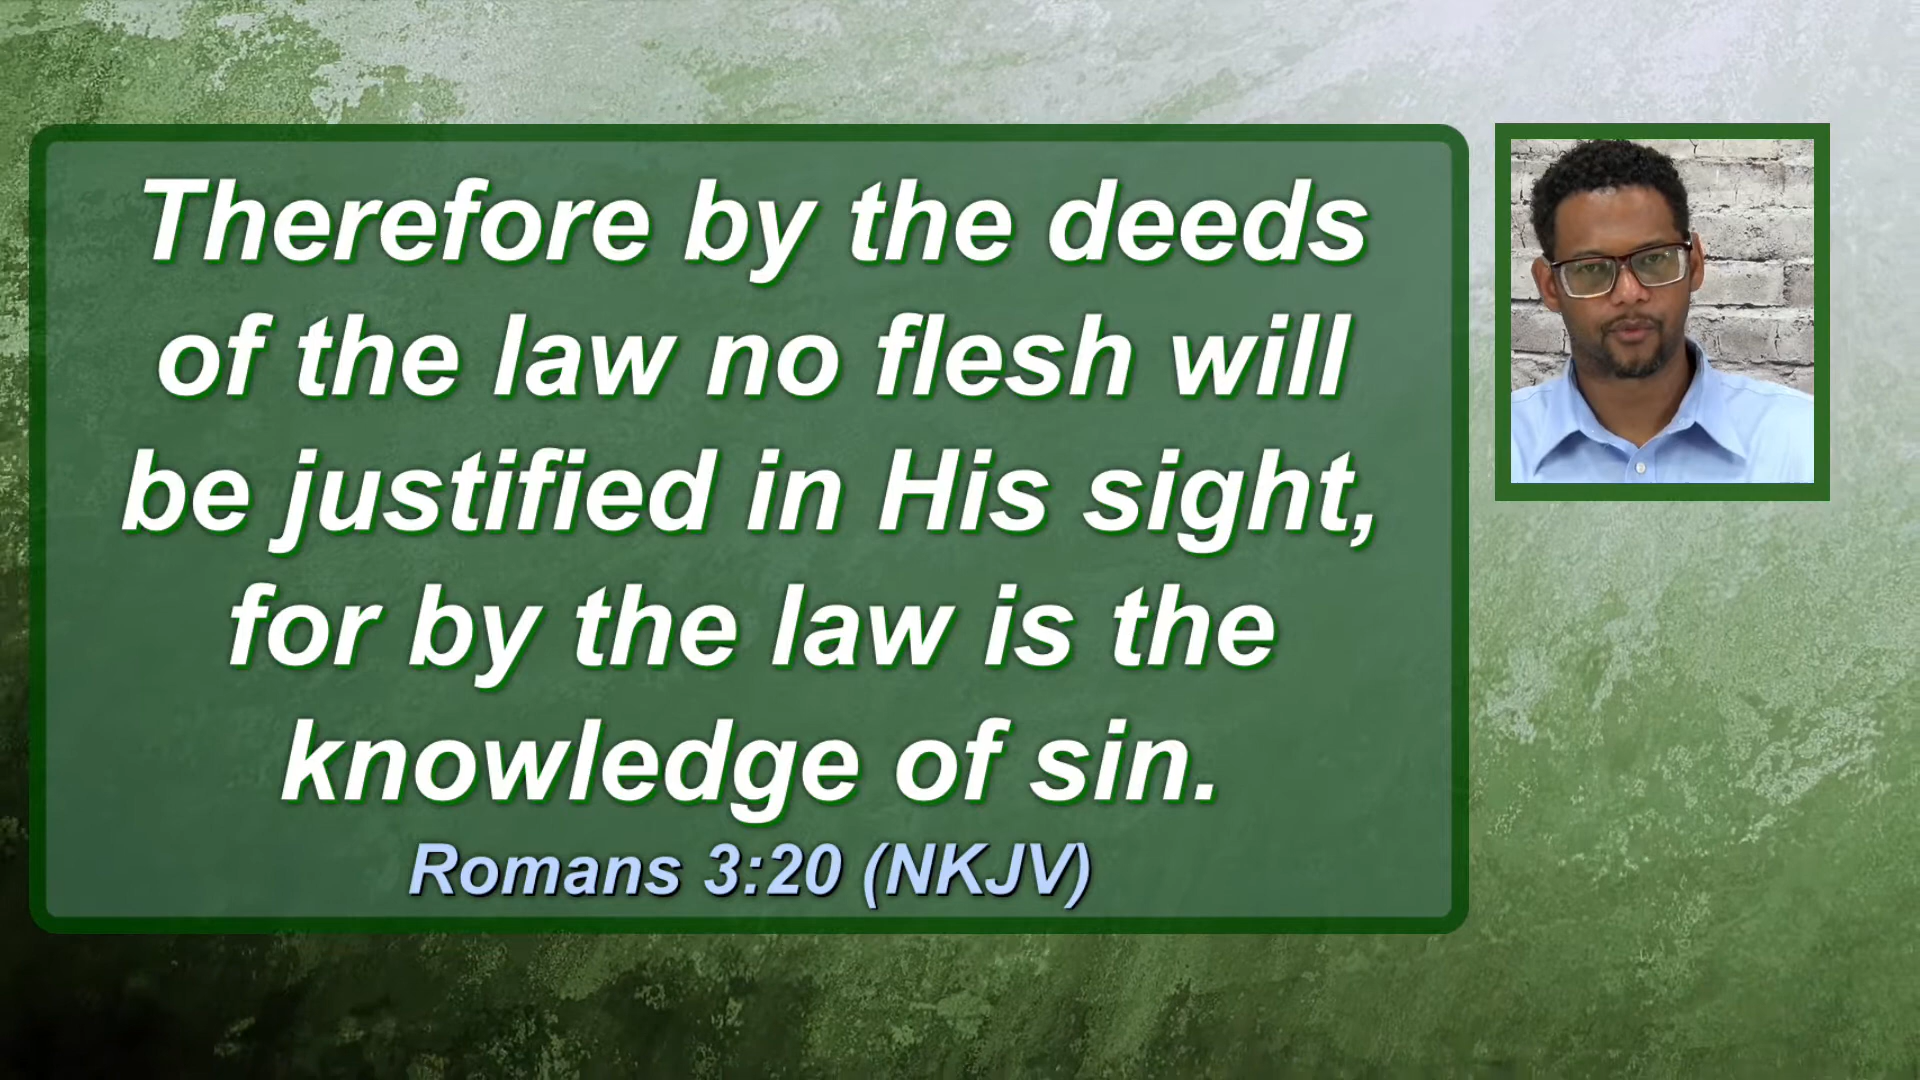 Therefore by the deeds
of the law no flesh will
be justified in His sight,
for by the law is the
knowledge of sin.
Romans 3:20 (NKJV)